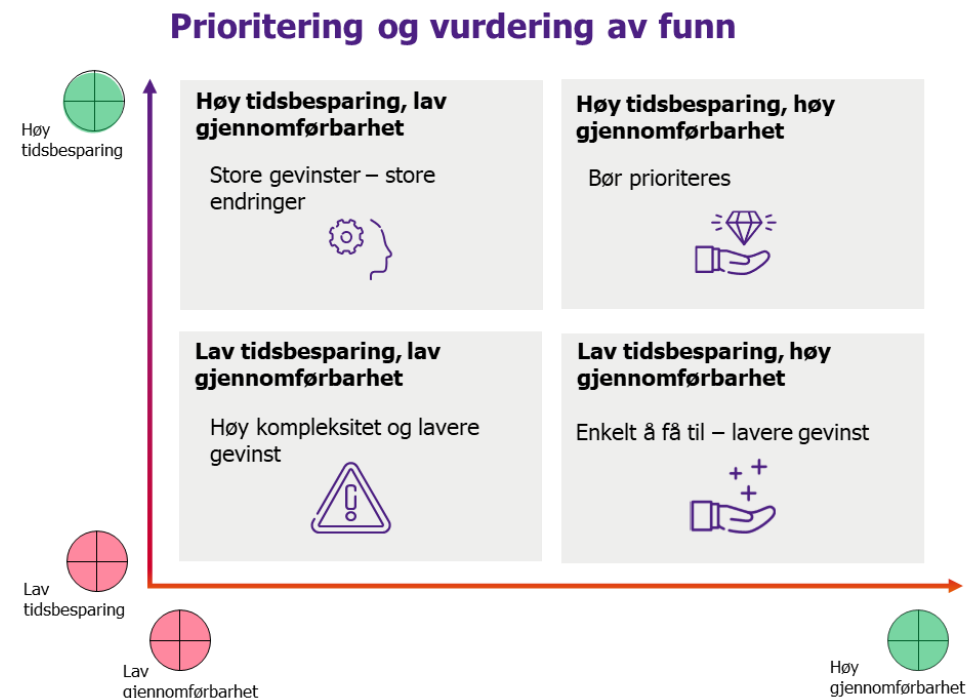 Prioritering og vurdering av funn
Høy
tidsbesparing
Høy tidsbesparing, lav
gjennomførbarhet
Store gevinster – store
endringer
Høy tidsbesparing, høy
gjennomførbarhet
Bør prioriteres
Lav tidsbesparing, lav
gjennomførbarhet
Høy kompleksitet og lavere
gevinst
Lav tidsbesparing, høy
gjennomførbarhet
Enkelt å få til – lavere gevinst
Lav
tidsbesparing
Lav
gjennomførbarhet
Høy
gjennomførbarhet